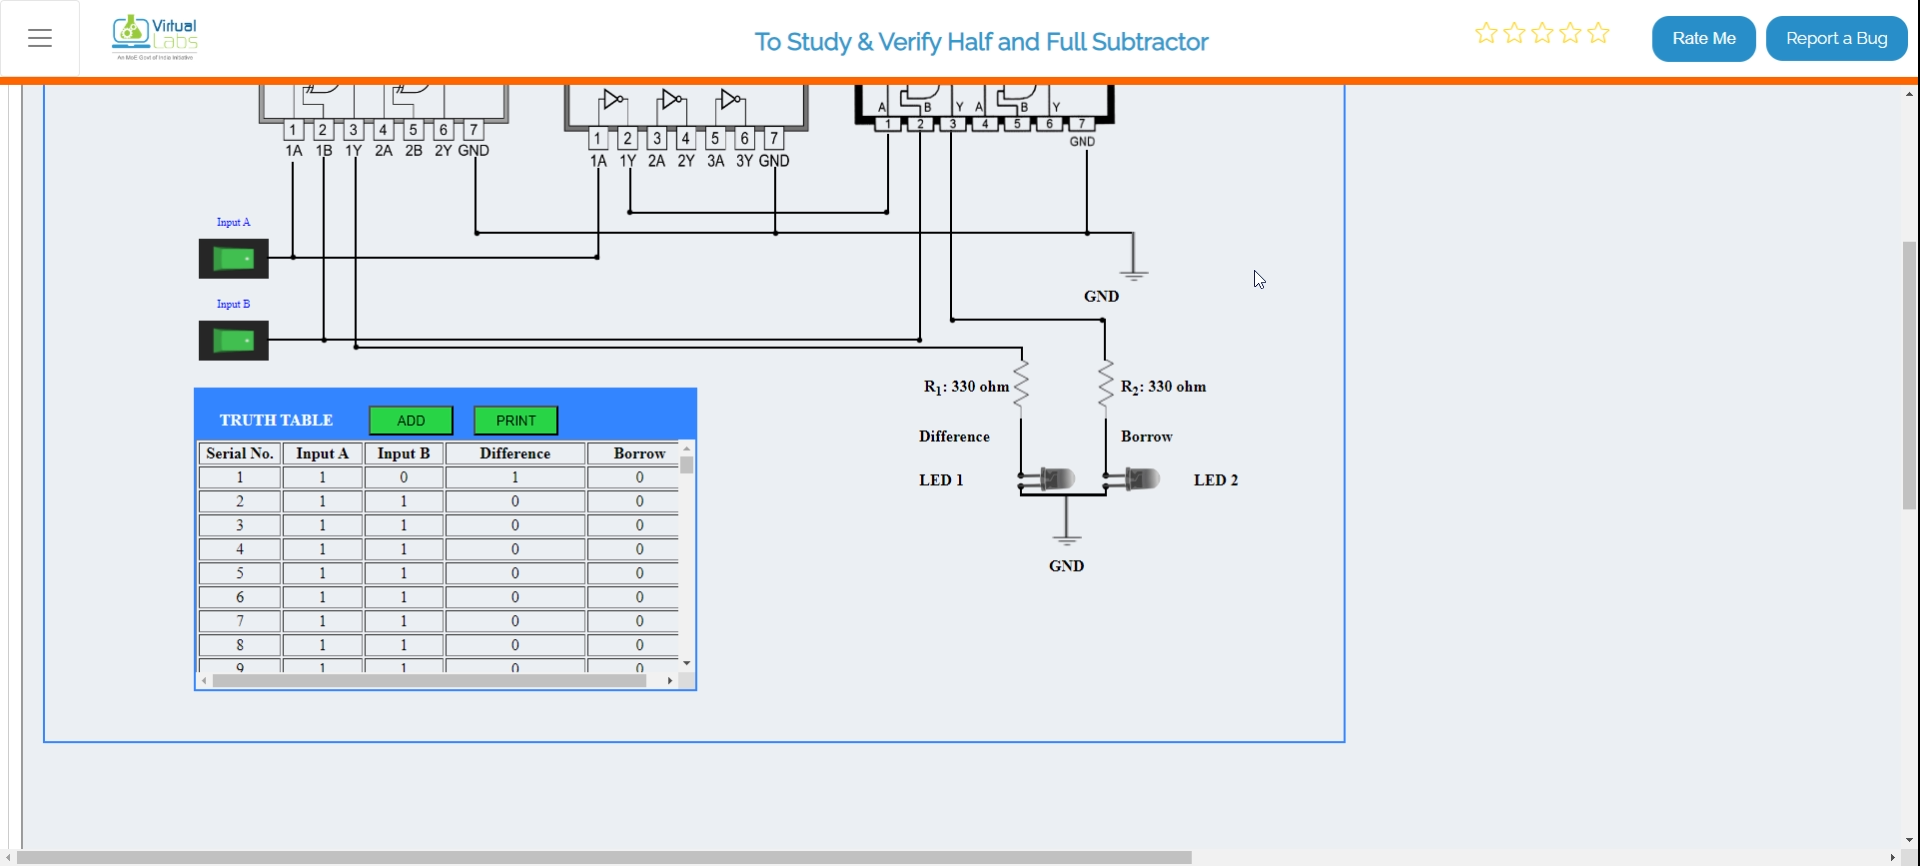 Virtual
Labs
An MoE Govt of India Initiative
To Study & Verify Half and Full Subtractor
Rate Me
Report a Bug
A B Y A B Y
1 2 3 4 5 6 7
1A 1B 1Y 2A 2B 2Y GND
1 2 3 4 5 6 7
1A 1Y 2A 2Y 3A 3Y GND
1 2 3 4 5 6 7
GND
Input A
Input B
GND
R1: 330 ohm
R2: 330 ohm
Difference
Borrow
LED 1
LED 2
GND
TRUTH TABLE ADD PRINT
Serial No. Input A Input B Difference Borrow
1 1 0 1 0
2 1 1 0 0
3 1 1 0 0
4 1 1 0 0
5 1 1 0 0
6 1 1 0 0
7 1 1 0 0
8 1 1 0 0
9 1 1 0 0